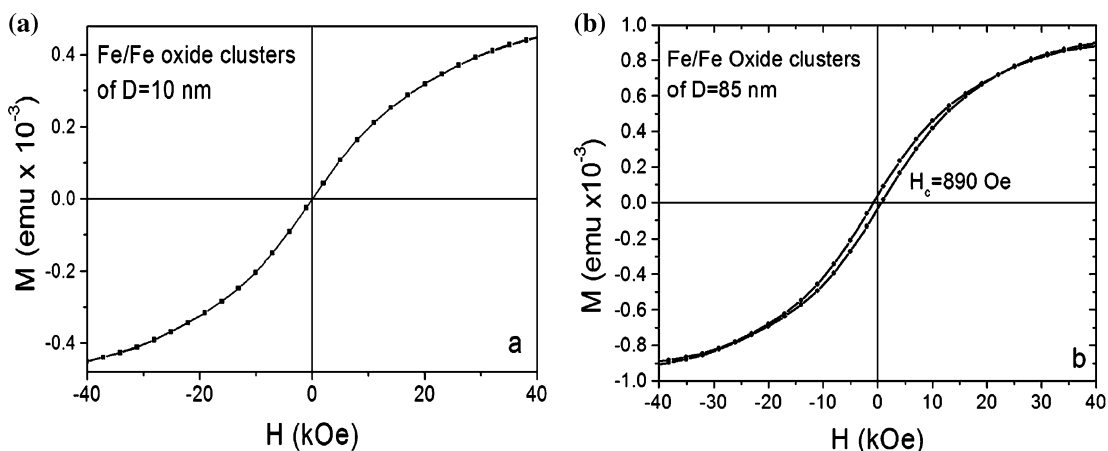 (a)
Fe/Fe oxide clusters
of D=10 nm
M (emu x 10⁻³)
0.4
0.2
0.0
-0.2
-0.4
-40
-20
0
20
40
H (kOe)
a
(b)
Fe/Fe Oxide clusters
of D=85 nm
H_c=890 Oe
M (emu x10⁻³)
1.0
0.8
0.6
0.4
0.2
0.0
-0.2
-0.4
-0.6
-0.8
-1.0
-40
-30
-20
-10
0
10
20
30
40
H (kOe)
b